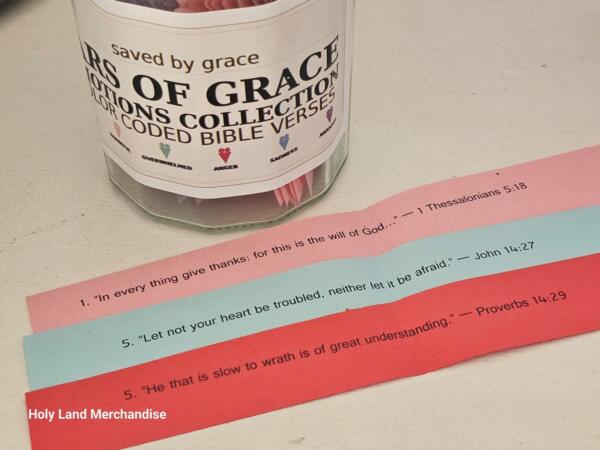 saved by grace
ARS OF GRACE
OTIONS COLLECTION
LOR CODED BIBLE VERSES
OVERWHELMED
ANGER
SADNESS
1. "In every thing give thanks: for this is the will of God..." — 1 Thessalonians 5:18
5. "Let not your heart be troubled, neither let it be afraid." — John 14:27
5. "He that is slow to wrath is of great understanding." — Proverbs 14:29
Holy Land Merchandise